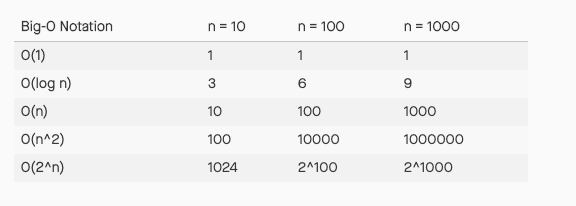 Big-O Notation n = 10 n = 100 n = 1000
O(1) 1 1 1
O(log n) 3 6 9
O(n) 10 100 1000
O(n^2) 100 10000 1000000
O(2^n) 1024 2^100 2^1000